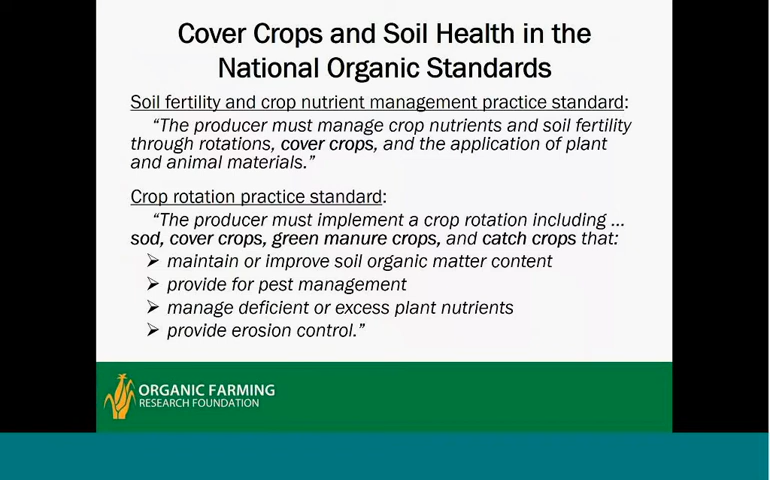 Cover Crops and Soil Health in the
National Organic Standards
Soil fertility and crop nutrient management practice standard:
“The producer must manage crop nutrients and soil fertility
through rotations, cover crops, and the application of plant
and animal materials.”
Crop rotation practice standard:
“The producer must implement a crop rotation including ...
sod, cover crops, green manure crops, and catch crops that:
➢ maintain or improve soil organic matter content
➢ provide for pest management
➢ manage deficient or excess plant nutrients
➢ provide erosion control.”
ORGANIC FARMING
RESEARCH FOUNDATION